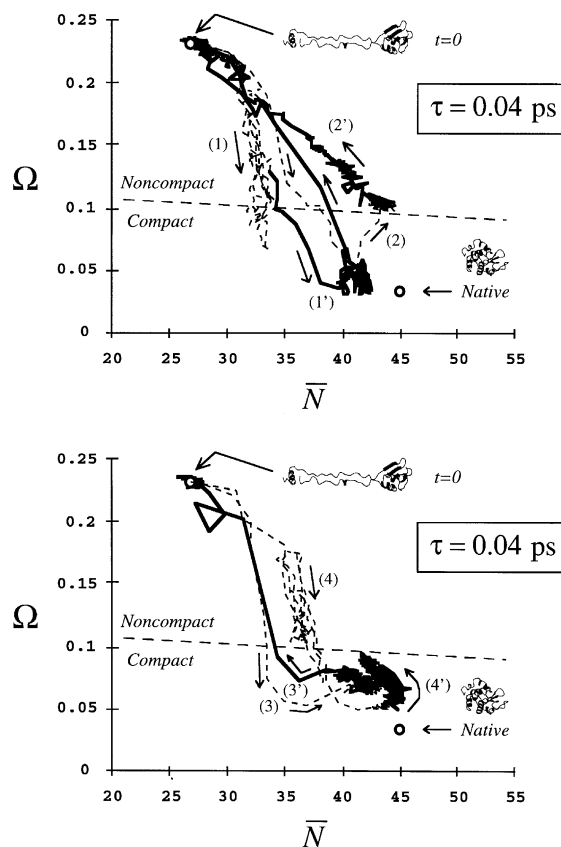 0.25
t=0
0.2
(2')
τ = 0.04 ps
(1)
0.15
Ω
Noncompact
0.1
Compact
(2)
0.05
(1')
Native
0
20 25 30 35 40 45 50 55
N̅
0.25
t=0
0.2
τ = 0.04 ps
(4)
0.15
Ω
Noncompact
0.1
Compact
(3')
(4')
(3)
0.05
Native
0
20 25 30 35 40 45 50 55
N̅